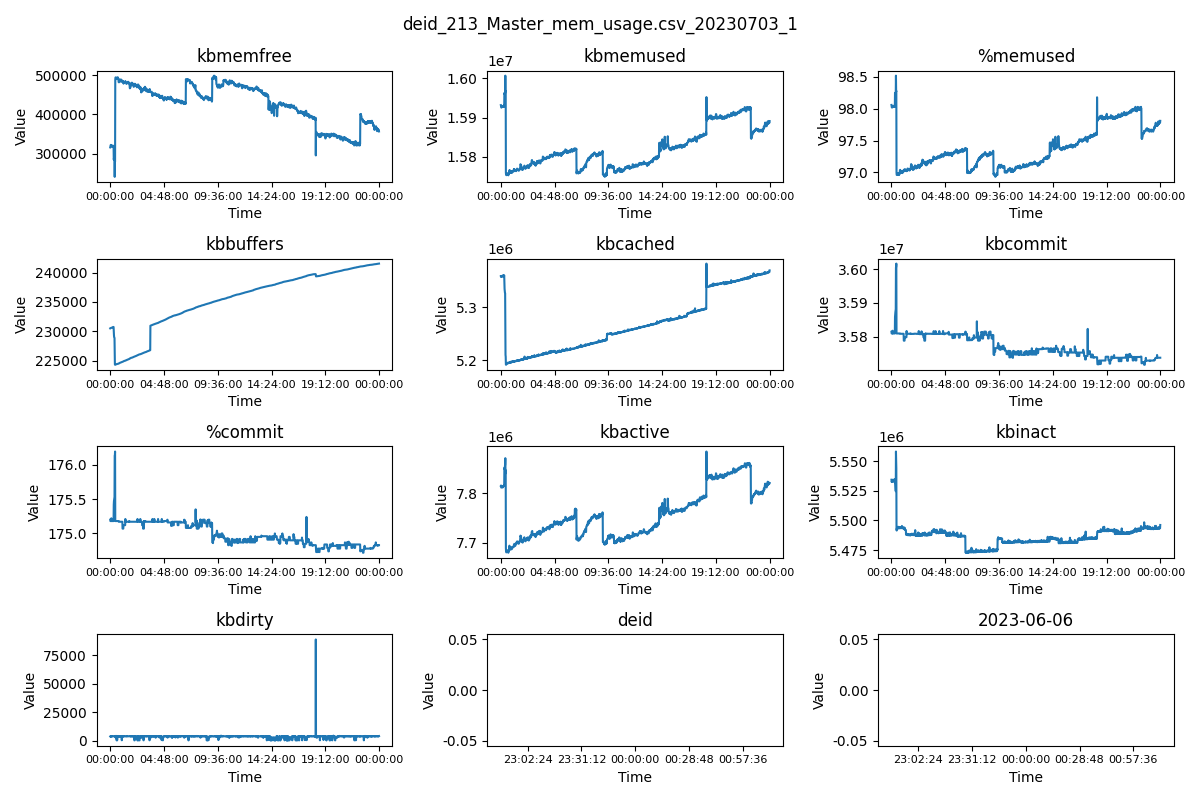 deid_213_Master_mem_usage.csv_20230703_1
kbmemfree
Value
500000
400000
300000
00:00:00 04:48:00 09:36:00 14:24:00 19:12:00 00:00:00
Time
kbmemused
1e7
Value
1.60
1.59
1.58
00:00:00 04:48:00 09:36:00 14:24:00 19:12:00 00:00:00
Time
%memused
Value
98.5
98.0
97.5
97.0
00:00:00 04:48:00 09:36:00 14:24:00 19:12:00 00:00:00
Time
kbbuffers
Value
240000
235000
230000
225000
00:00:00 04:48:00 09:36:00 14:24:00 19:12:00 00:00:00
Time
kbcached
1e6
Value
5.3
5.2
00:00:00 04:48:00 09:36:00 14:24:00 19:12:00 00:00:00
Time
kbcommit
1e7
Value
3.60
3.59
3.58
00:00:00 04:48:00 09:36:00 14:24:00 19:12:00 00:00:00
Time
%commit
Value
176.0
175.5
175.0
00:00:00 04:48:00 09:36:00 14:24:00 19:12:00 00:00:00
Time
kbactive
1e6
Value
7.8
7.7
00:00:00 04:48:00 09:36:00 14:24:00 19:12:00 00:00:00
Time
kbinact
1e6
Value
5.550
5.525
5.500
5.475
00:00:00 04:48:00 09:36:00 14:24:00 19:12:00 00:00:00
Time
kbdirty
Value
75000
50000
25000
0
00:00:00 04:48:00 09:36:00 14:24:00 19:12:00 00:00:00
Time
deid
Value
0.05
0.00
-0.05
23:02:24 23:31:12 00:00:00 00:28:48 00:57:36
Time
2023-06-06
Value
0.05
0.00
-0.05
23:02:24 23:31:12 00:00:00 00:28:48 00:57:36
Time